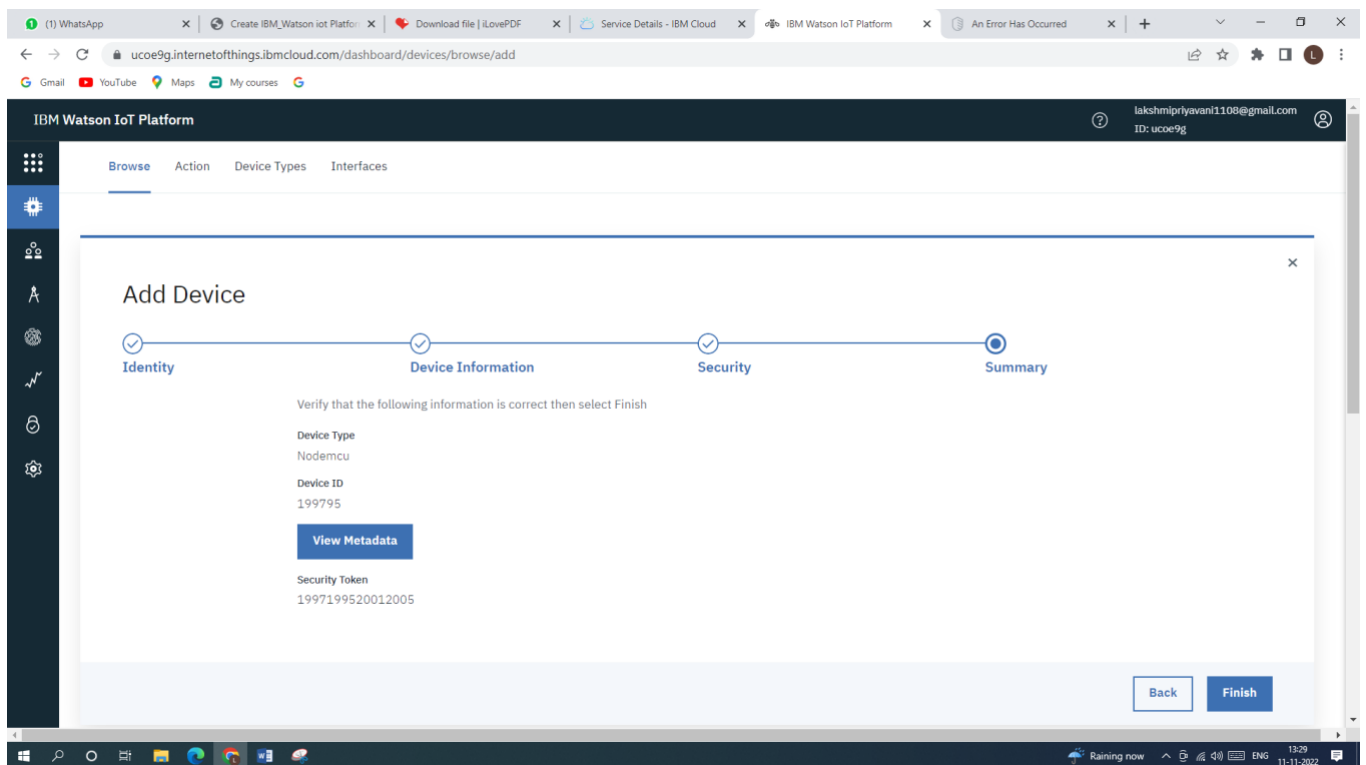 (1) WhatsApp
Create IBM_Watson iot Platfor
Download file | iLovePDF
Service Details - IBM Cloud
IBM Watson IoT Platform
An Error Has Occurred
ucoe9g.internetofthings.ibmcloud.com/dashboard/devices/browse/add
L
Gmail
YouTube
Maps
My courses
IBM Watson IoT Platform
lakshmipriyavani1108@gmail.com
ID: ucoe9g
Browse
Action
Device Types
Interfaces
Add Device
Identity
Device Information
Security
Summary
Verify that the following information is correct then select Finish
Device Type
Nodemcu
Device ID
199795
View Metadata
Security Token
1997199520012005
Back
Finish
Raining now
ENG
13:29
11-11-2022